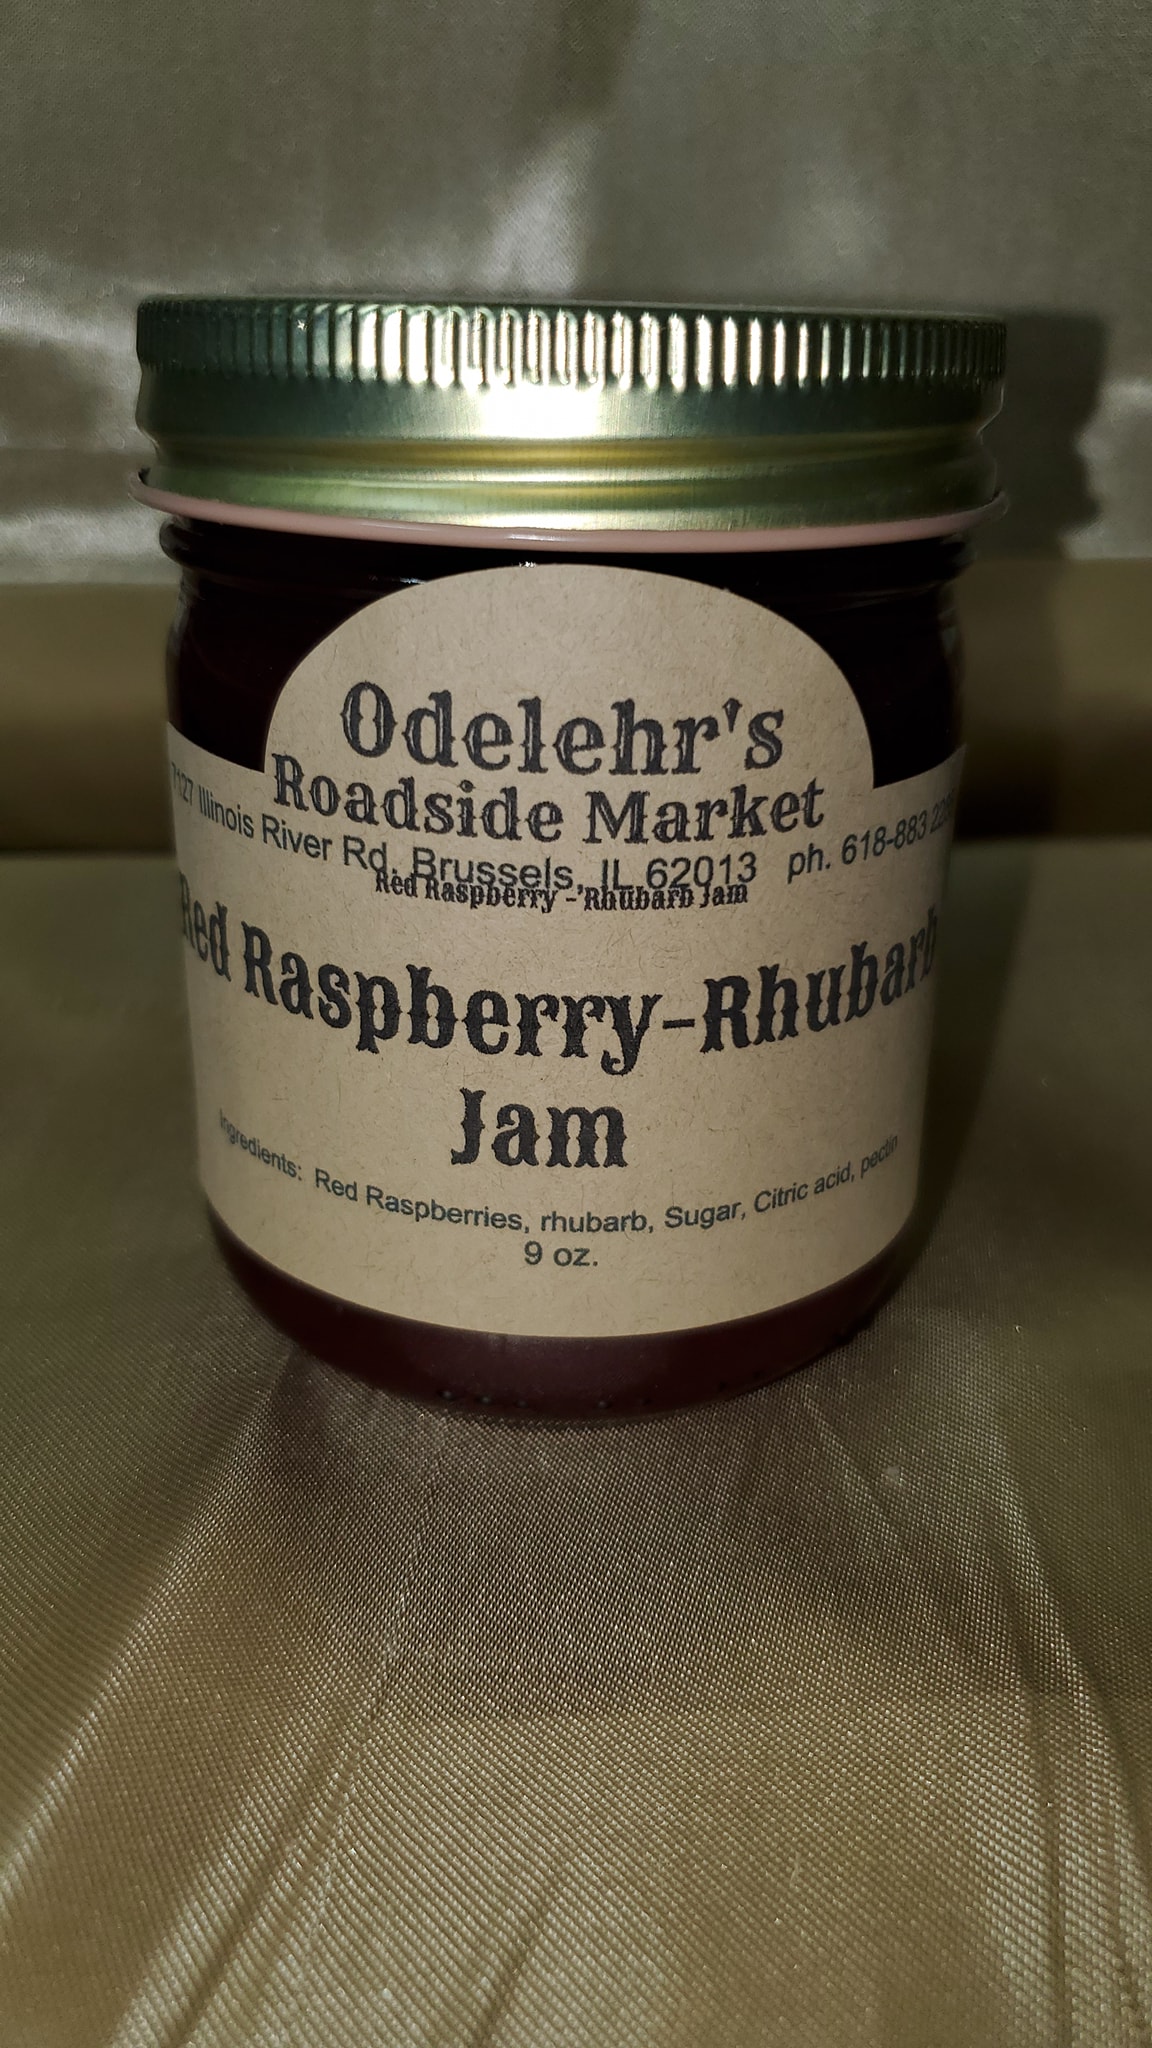 Odelehr's
Roadside Market
7127 Illinois River Rd. Brussels, IL 62013 ph. 618-883
Red Raspberry - Rhubarb Jam
Red Raspberry-Rhubarb
Jam
Ingredients: Red Raspberries, rhubarb, Sugar, Citric acid, pectin
9 oz.